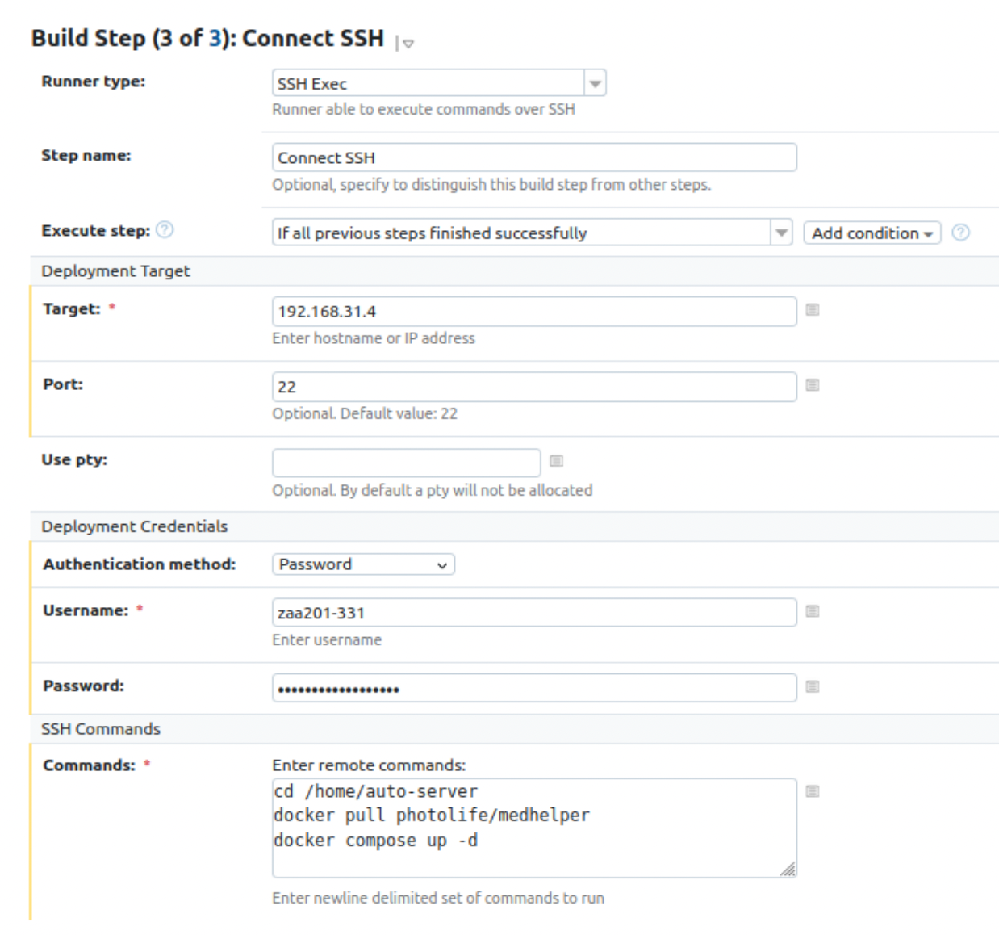 Build Step (3 of 3): Connect SSH
Runner type:
SSH Exec
Runner able to execute commands over SSH
Step name:
Connect SSH
Optional, specify to distinguish this build step from other steps.
Execute step: ?
If all previous steps finished successfully
Add condition
?
Deployment Target
Target: *
192.168.31.4
Enter hostname or IP address
Port:
22
Optional. Default value: 22
Use pty:
Optional. By default a pty will not be allocated
Deployment Credentials
Authentication method:
Password
Username: *
zaa201-331
Enter username
Password:
••••••••••••••••••
SSH Commands
Commands: *
Enter remote commands:
cd /home/auto-server
docker pull photolife/medhelper
docker compose up -d
Enter newline delimited set of commands to run